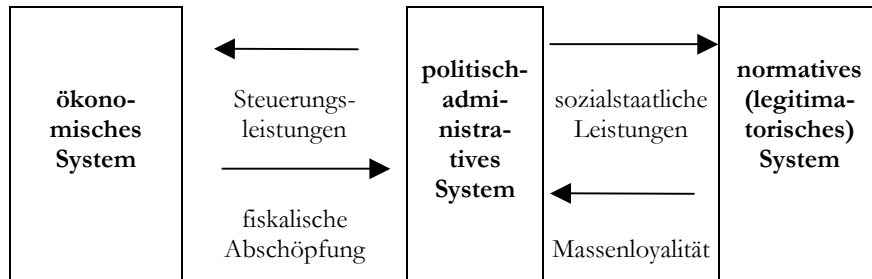 ökono-
misches
System
Steuerungs-
leistungen
fiskalische
Abschöpfung
politisch-
admi-
nistra-
tives
System
sozialstaatliche
Leistungen
Massenloyalität
normatives
(legitima-
torisches)
System